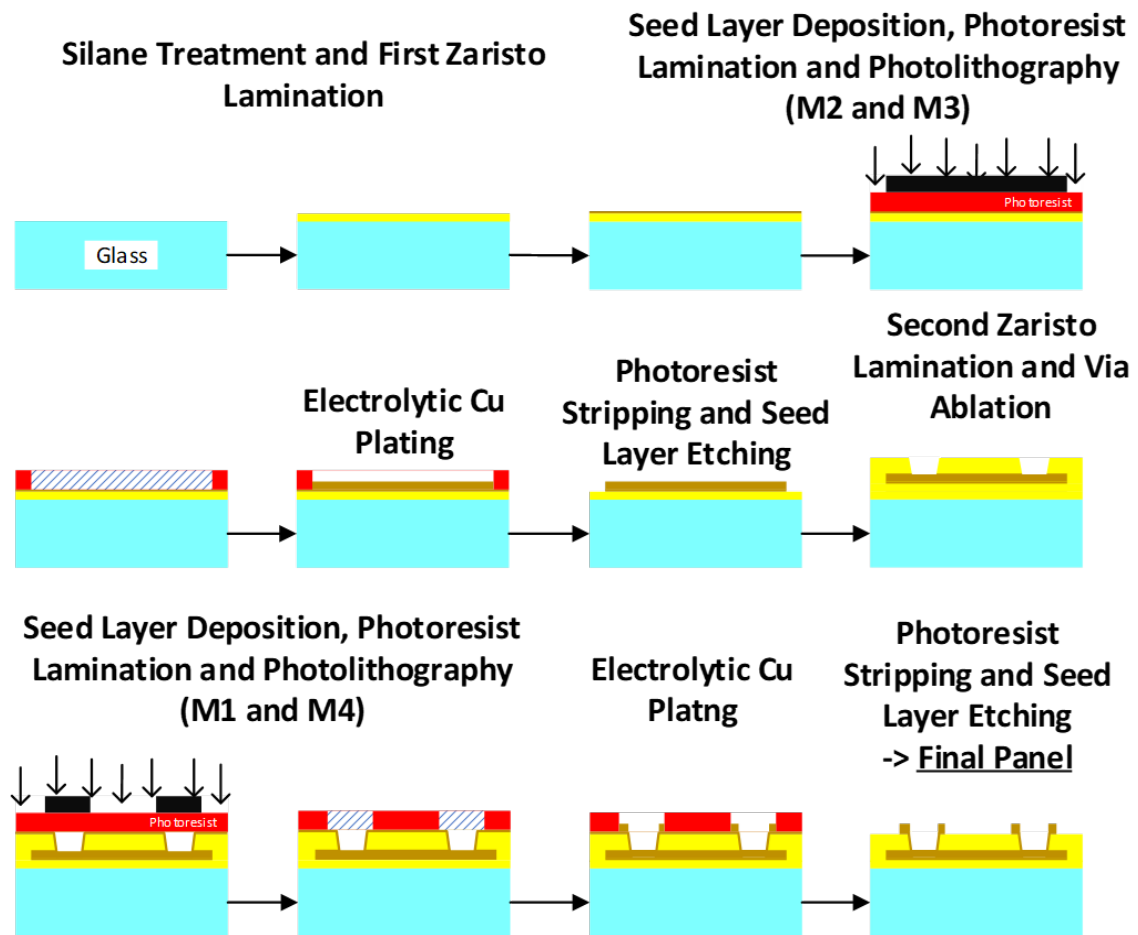 Silane Treatment and First Zaristo
Lamination
Seed Layer Deposition, Photoresist
Lamination and Photolithography
(M2 and M3)
Glass
Photoresist
Electrolytic Cu
Plating
Photoresist
Stripping and Seed
Layer Etching
Second Zaristo
Lamination and Via
Ablation
Seed Layer Deposition, Photoresist
Lamination and Photolithography
(M1 and M4)
Photoresist
Electrolytic Cu
Platng
Photoresist
Stripping and Seed
Layer Etching
-> Final Panel